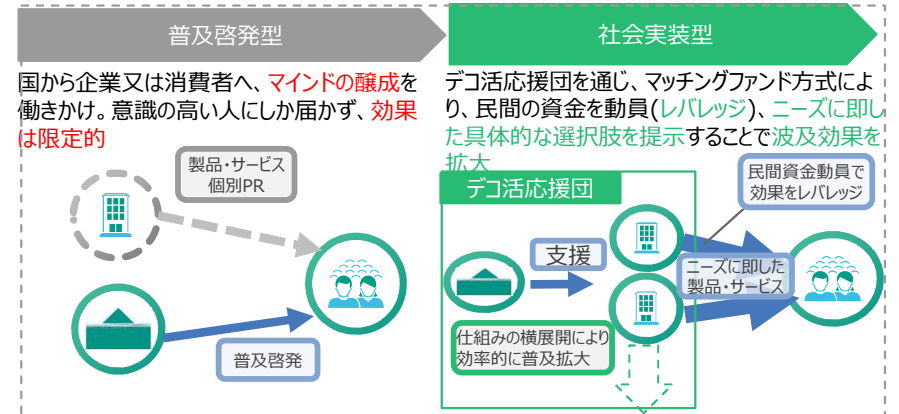 普及啓発型
国から企業又は消費者へ、マインドの醸成を
働きかけ。意識の高い人にしか届かず、効果
は限定的
製品・サービス
個別PR
普及啓発
社会実装型
デコ活応援団を通じ、マッチングファンド方式によ
り、民間の資金を動員(レバレッジ)、ニーズに即し
た具体的な選択肢を提示することで波及効果を
拡大
デコ活応援団
支援
民間資金動員で
効果をレバレッジ
ニーズに即した
製品・サービス
仕組みの横展開により
効率的に普及拡大